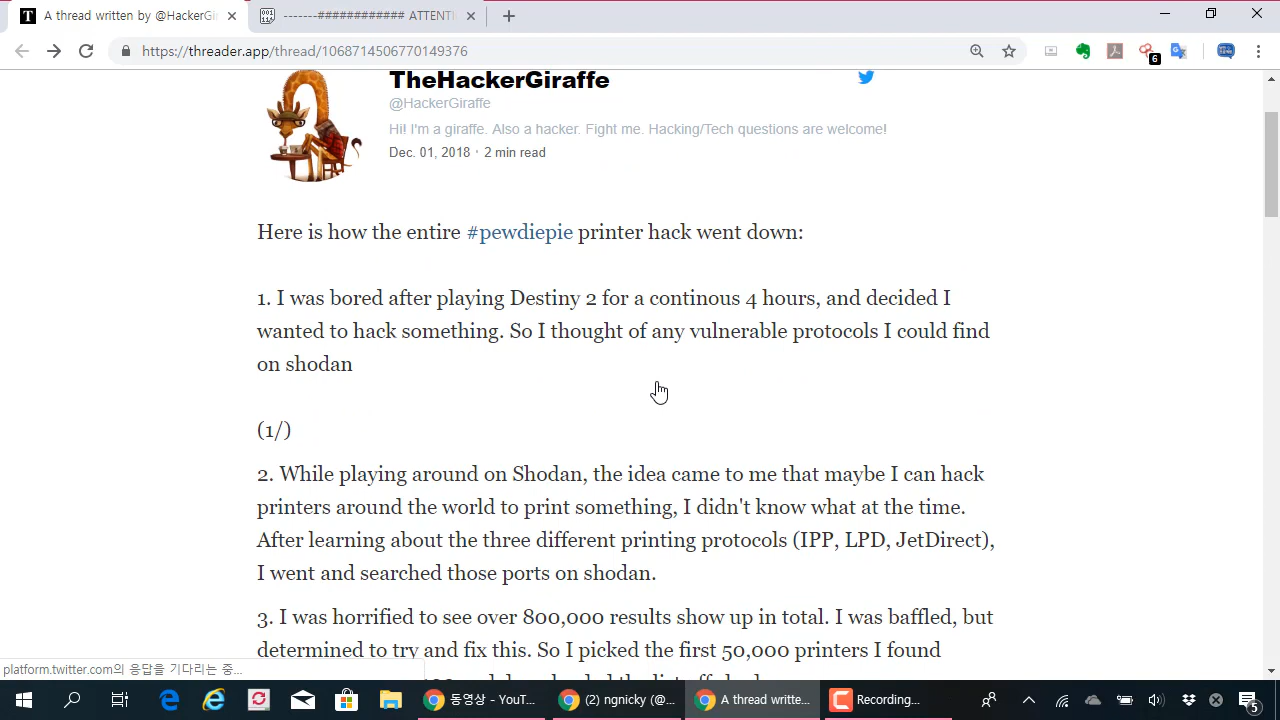 A thread written by @HackerGi
-------############ ATTENTI
https://threader.app/thread/1068714506770149376
6
TheHackerGiraffe
@HackerGiraffe
Hi! I'm a giraffe. Also a hacker. Fight me. Hacking/Tech questions are welcome!
Dec. 01, 2018 · 2 min read
Here is how the entire #pewdiepie printer hack went down:
1. I was bored after playing Destiny 2 for a continous 4 hours, and decided I
wanted to hack something. So I thought of any vulnerable protocols I could find
on shodan
(1/)
2. While playing around on Shodan, the idea came to me that maybe I can hack
printers around the world to print something, I didn't know what at the time.
After learning about the three different printing protocols (IPP, LPD, JetDirect),
I went and searched those ports on shodan.
3. I was horrified to see over 800,000 results show up in total. I was baffled, but
determined to try and fix this. So I picked the first 50,000 printers I found
platform.twitter.com의 응답을 기다리는 중...
동영상 - YouT...
(2) ngnicky (@...
A thread writte...
Recording...
5